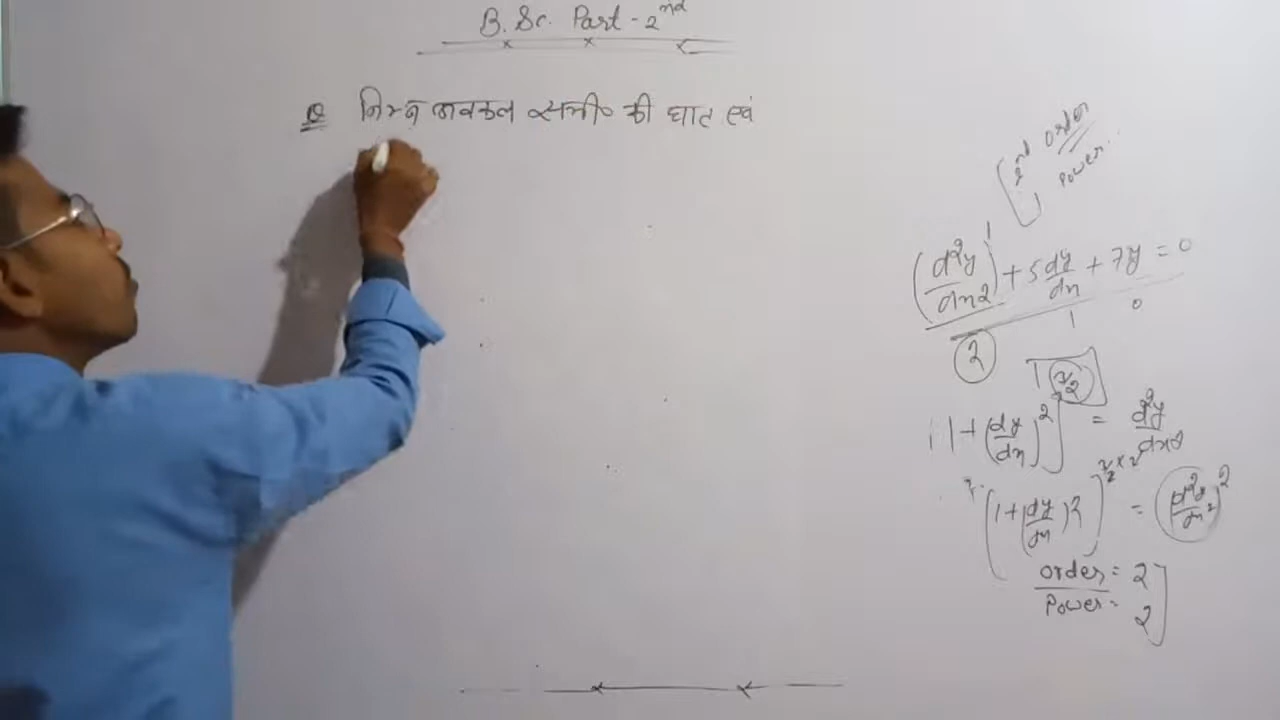 B. Sc. Part - 2nd
Q निम्न अवकल समी० की घात एवं
2nd order
Power.
(d²y/dx2)¹ + 5 dy/dx + 7y = 0
2 1 0
1 + (dy/dx)² ]^3/2 = d²y/dx2
(1 + (dy/dx)2)^3/2 × 2 = (d²y/dx²)²
order = 2
Power = 2